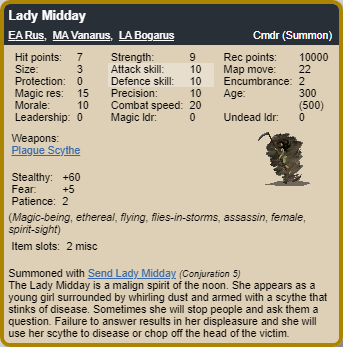 Lady Midday
EA Rus, MA Vanarus, LA Bogarus Cmdr (Summon)
Hit points: 7 Strength: 9 Rec points: 10000
Size: 3 Attack skill: 10 Map move: 22
Protection: 0 Defence skill: 10 Encumbrance: 2
Magic res: 15 Precision: 10 Age: 300
Morale: 10 Combat speed: 20 (500)
Leadership: 0 Magic ldr: 0 Undead ldr: 0
Weapons:
Plague Scythe
Stealthy: +60
Fear: +5
Patience: 2
(Magic-being, ethereal, flying, flies-in-storms, assassin, female,
spirit-sight)
Item slots: 2 misc
Summoned with Send Lady Midday (Conjuration 5)
The Lady Midday is a malign spirit of the noon. She appears as a
young girl surrounded by whirling dust and armed with a scythe that
stinks of disease. Sometimes she will stop people and ask them a
question. Failure to answer results in her displeasure and she will
use her scythe to disease or chop off the head of the victim.